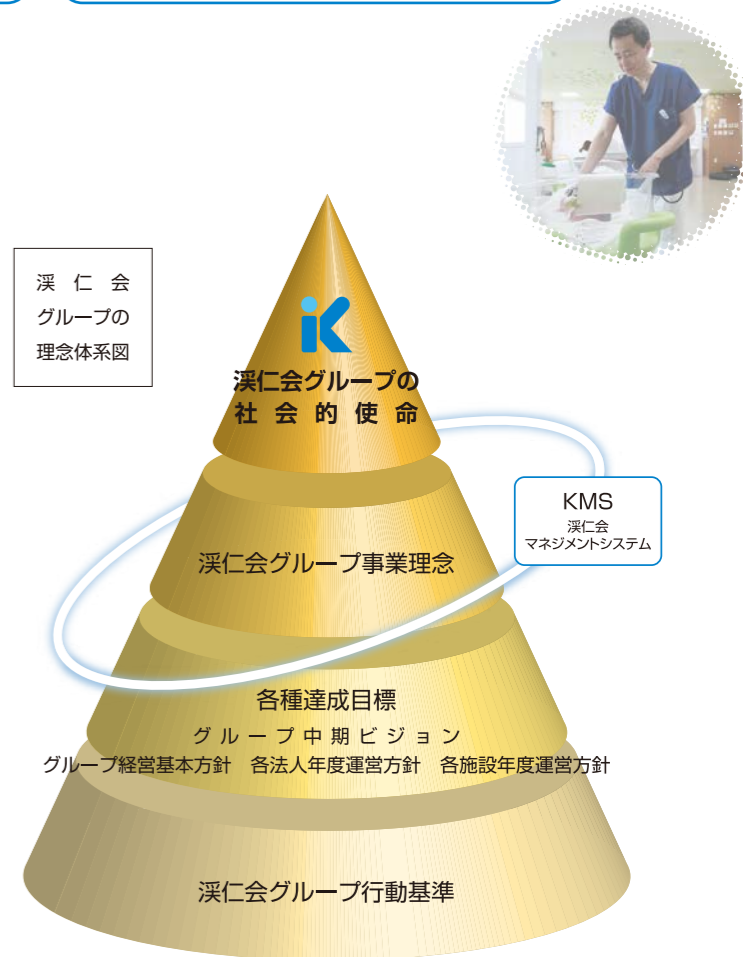 渓仁会
グループの
理念体系図
渓仁会グループの
社会的使命
KMS
渓仁会
マネジメントシステム
渓仁会グループ事業理念
各種達成目標
グループ中期ビジョン
グループ経営基本方針 各法人年度運営方針 各施設年度運営方針
渓仁会グループ行動基準